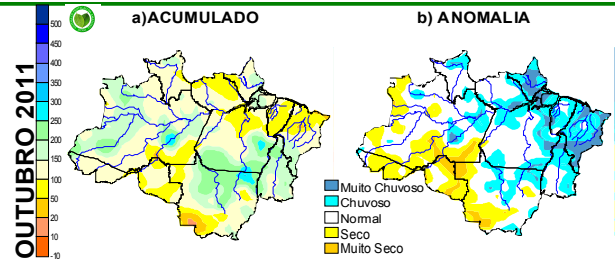 OUTUBRO 2011
500
450
400
350
300
250
200
150
100
50
20
10
-10
a)ACUMULADO
b) ANOMALIA
Muito Chuvoso
Chuvoso
Normal
Seco
Muito Seco